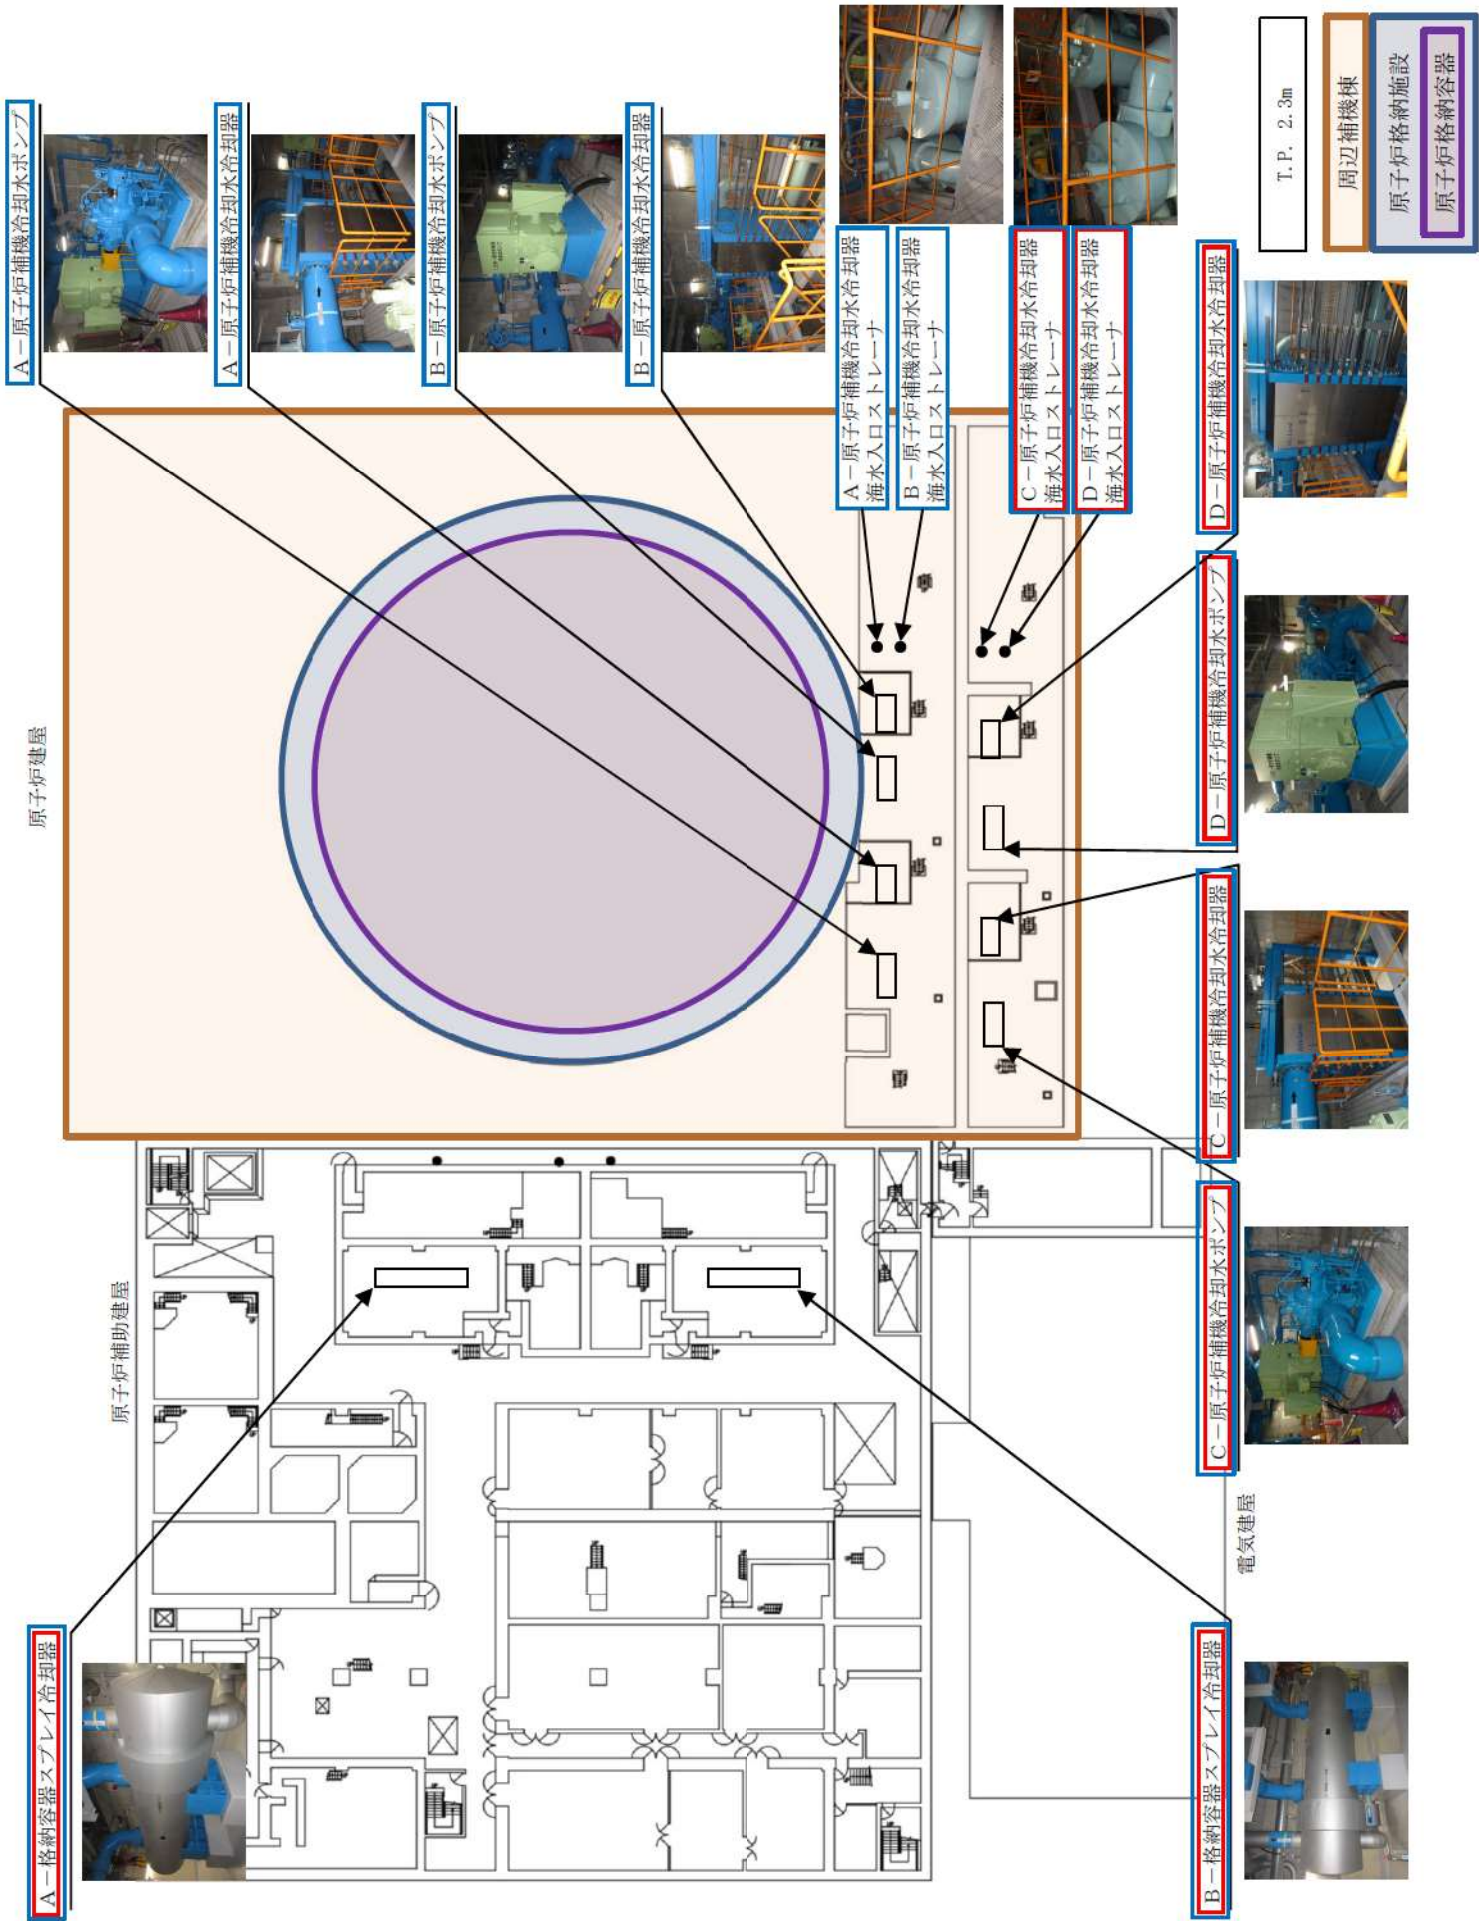 A－格納容器スプレイ冷却器
B－格納容器スプレイ冷却器
原子炉補助建屋
電気建屋
原子炉建屋
A－原子炉補機冷却水ポンプ
A－原子炉補機冷却水冷却器
B－原子炉補機冷却水ポンプ
B－原子炉補機冷却水冷却器
A－原子炉補機冷却水冷却器
海水入口ストレーナ
B－原子炉補機冷却水冷却器
海水入口ストレーナ
C－原子炉補機冷却水冷却器
海水入口ストレーナ
D－原子炉補機冷却水冷却器
海水入口ストレーナ
C－原子炉補機冷却水ポンプ
C－原子炉補機冷却水冷却器
D－原子炉補機冷却水ポンプ
D－原子炉補機冷却水冷却器
T.P. 2.3m
周辺補機棟
原子炉格納施設
原子炉格納容器